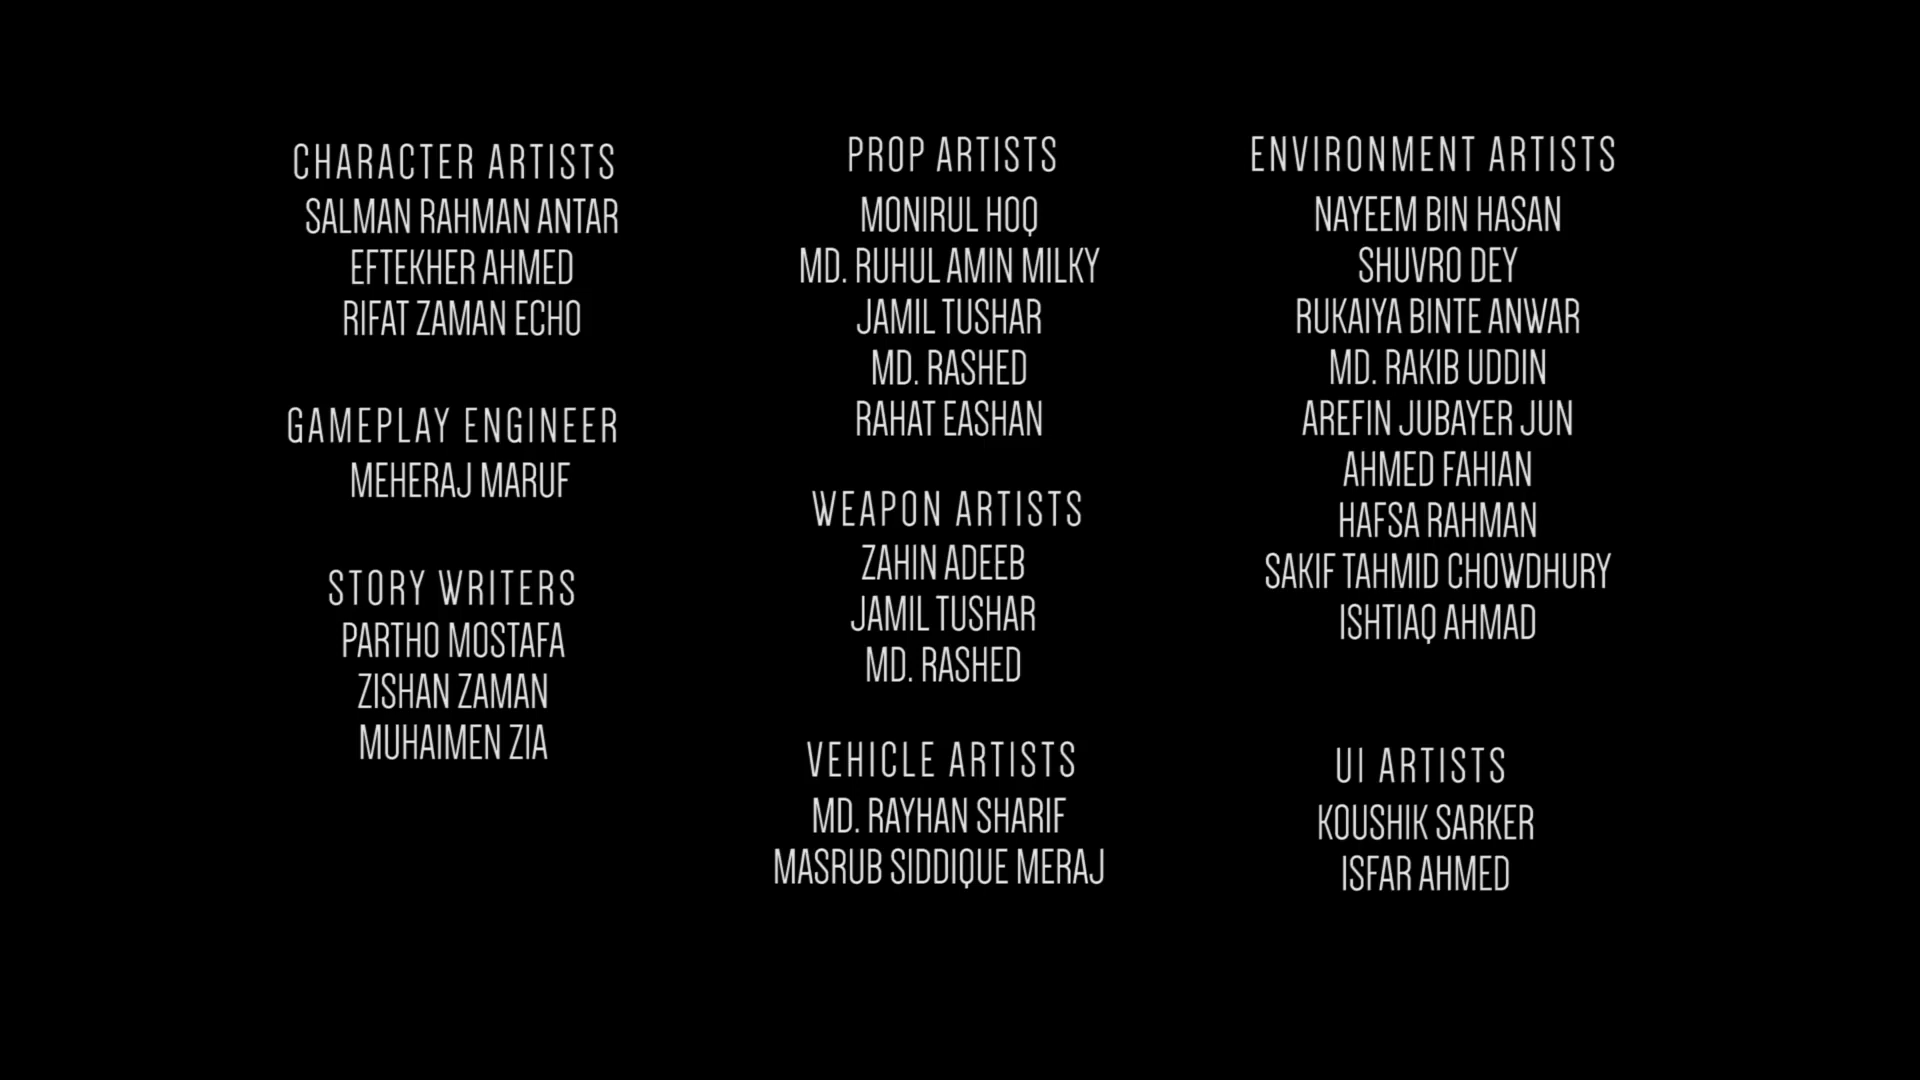 CHARACTER ARTISTS
SALMAN RAHMAN ANTAR
EFTEKHER AHMED
RIFAT ZAMAN ECHO
GAMEPLAY ENGINEER
MEHERAJ MARUF
STORY WRITERS
PARTHO MOSTAFA
ZISHAN ZAMAN
MUHAIMEN ZIA
PROP ARTISTS
MONIRUL HOQ
MD. RUHUL AMIN MILKY
JAMIL TUSHAR
MD. RASHED
RAHAT EASHAN
WEAPON ARTISTS
ZAHIN ADEEB
JAMIL TUSHAR
MD. RASHED
VEHICLE ARTISTS
MD. RAYHAN SHARIF
MASRUB SIDDIQUE MERAJ
ENVIRONMENT ARTISTS
NAYEEM BIN HASAN
SHUVRO DEY
RUKAIYA BINTE ANWAR
MD. RAKIB UDDIN
AREFIN JUBAYER JUN
AHMED FAHIAN
HAFSA RAHMAN
SAKIF TAHMID CHOWDHURY
ISHTIAQ AHMAD
UI ARTISTS
KOUSHIK SARKER
ISFAR AHMED